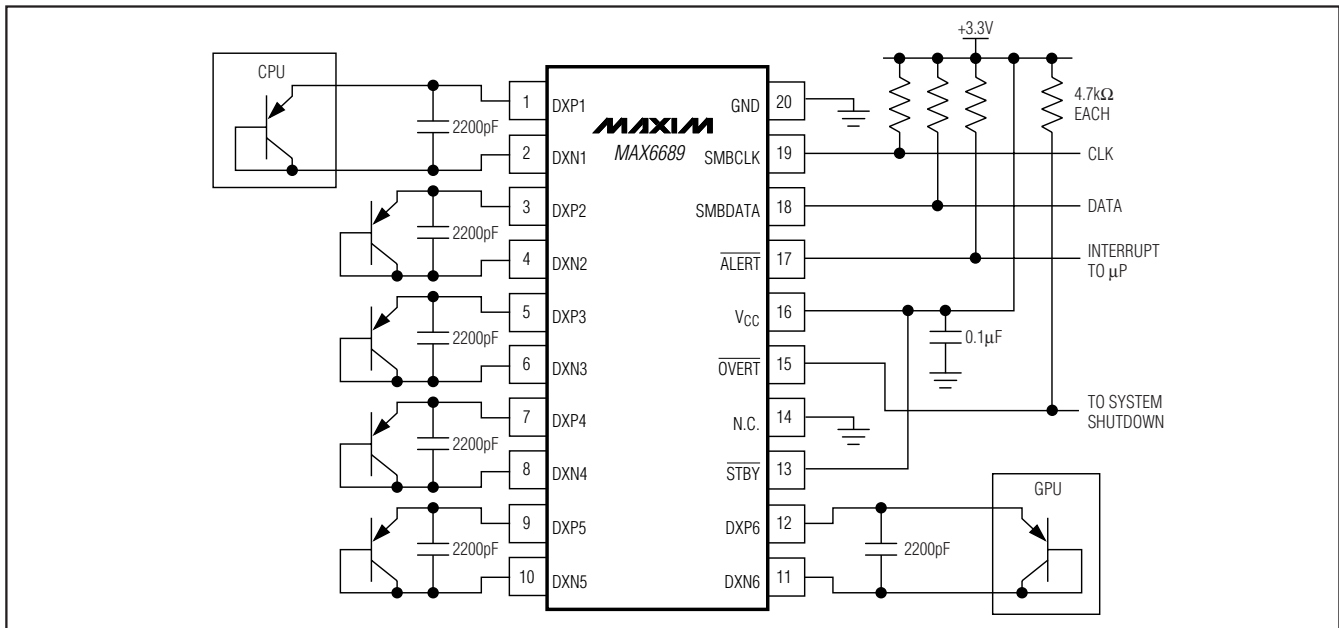 +3.3V
CPU
4.7kΩ
EACH
1
DXP1
2200pF
2
DXN1
3
DXP2
2200pF
4
DXN2
5
DXP3
2200pF
6
DXN3
7
DXP4
2200pF
8
DXN4
9
DXP5
2200pF
10
DXN5
MAXIM
MAX6689
GND
20
SMBCLK
19
CLK
SMBDATA
18
DATA
ALERT
17
INTERRUPT
TO μP
VCC
16
0.1μF
OVERT
15
TO SYSTEM
SHUTDOWN
N.C.
14
STBY
13
GPU
DXP6
12
2200pF
DXN6
11